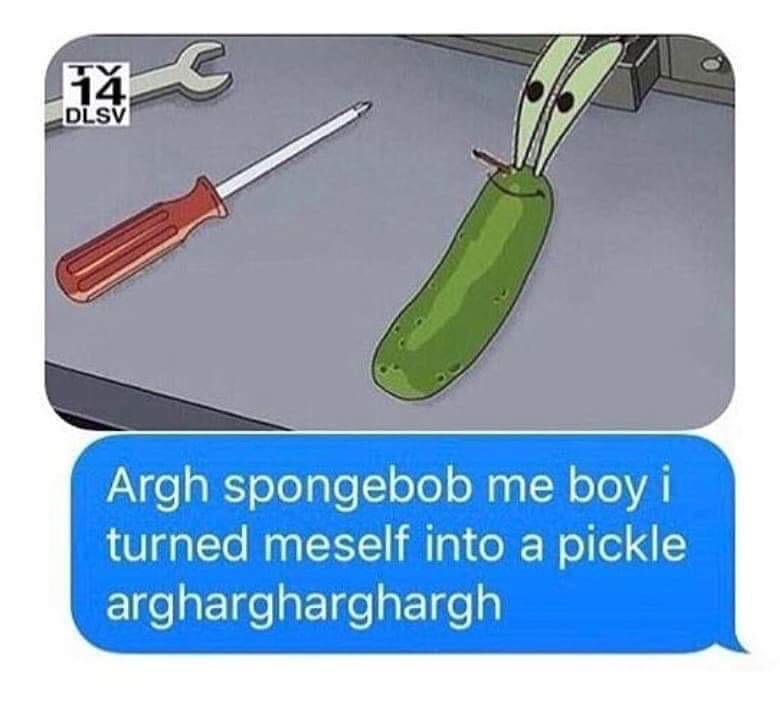 TV
14
DLSV
Argh spongebob me boy i
turned meself into a pickle
arghargharghargh